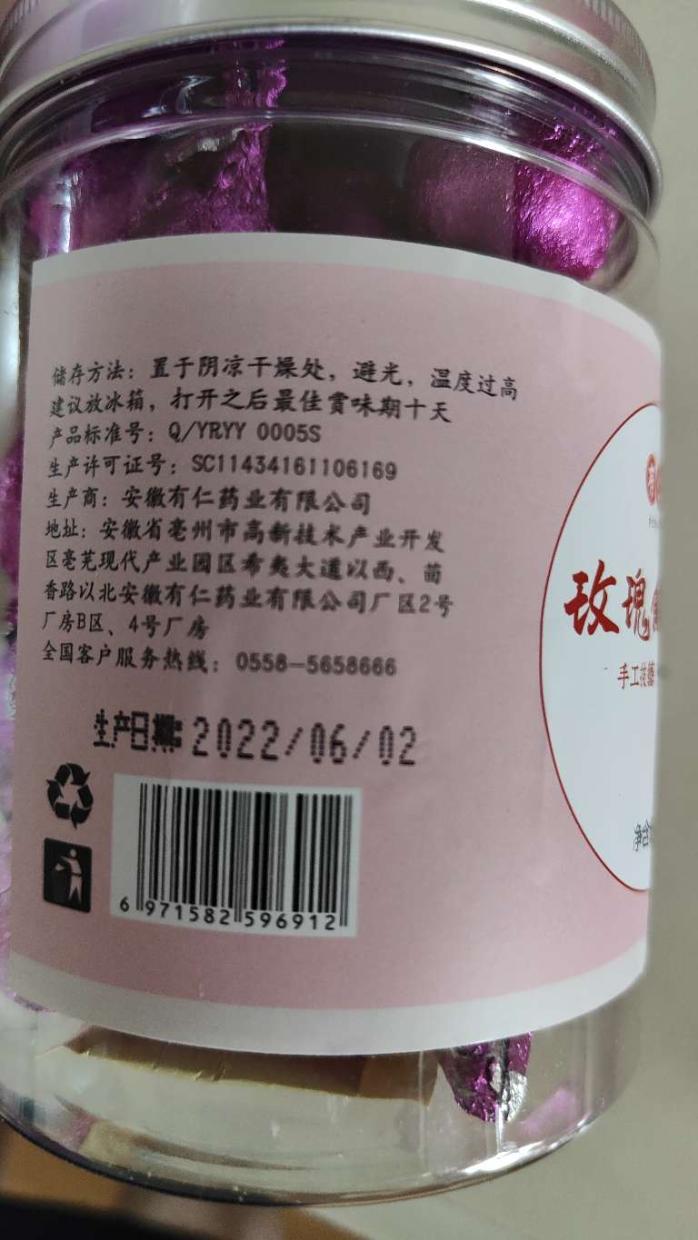 储存方法：置于阴凉干燥处，避光，温度过高
建议放冰箱，打开之后最佳赏味期十天
产品标准号：Q/YRYY 0005S
生产许可证号：SC11434161106169
生产商：安徽有仁药业有限公司
地址：安徽省亳州市高新技术产业开发
区亳芜现代产业园区希夷大道以西、苗
香路以北安徽有仁药业有限公司厂区2号
厂房B区、4号厂房
全国客户服务热线：0558-5658666
生产日期:2022/06/02
6 971582 596912
玫瑰
手工技
净含